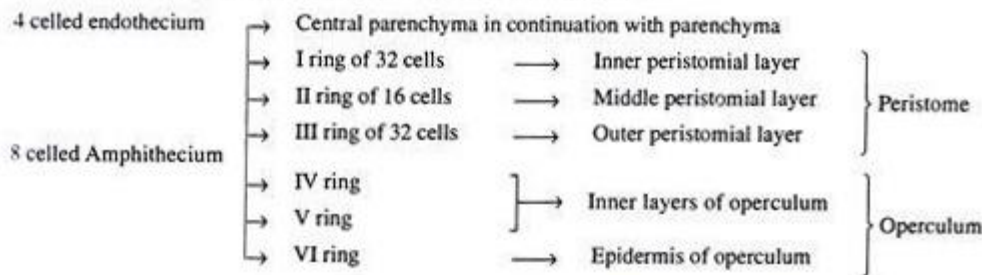 4 celled endothecium → Central parenchyma in continuation with parenchyma
→ I ring of 32 cells → Inner peristomial layer
→ II ring of 16 cells → Middle peristomial layer
Peristome
→ III ring of 32 cells → Outer peristomial layer
8 celled Amphithecium
→ IV ring
→ Inner layers of operculum
→ V ring
Operculum
→ VI ring → Epidermis of operculum